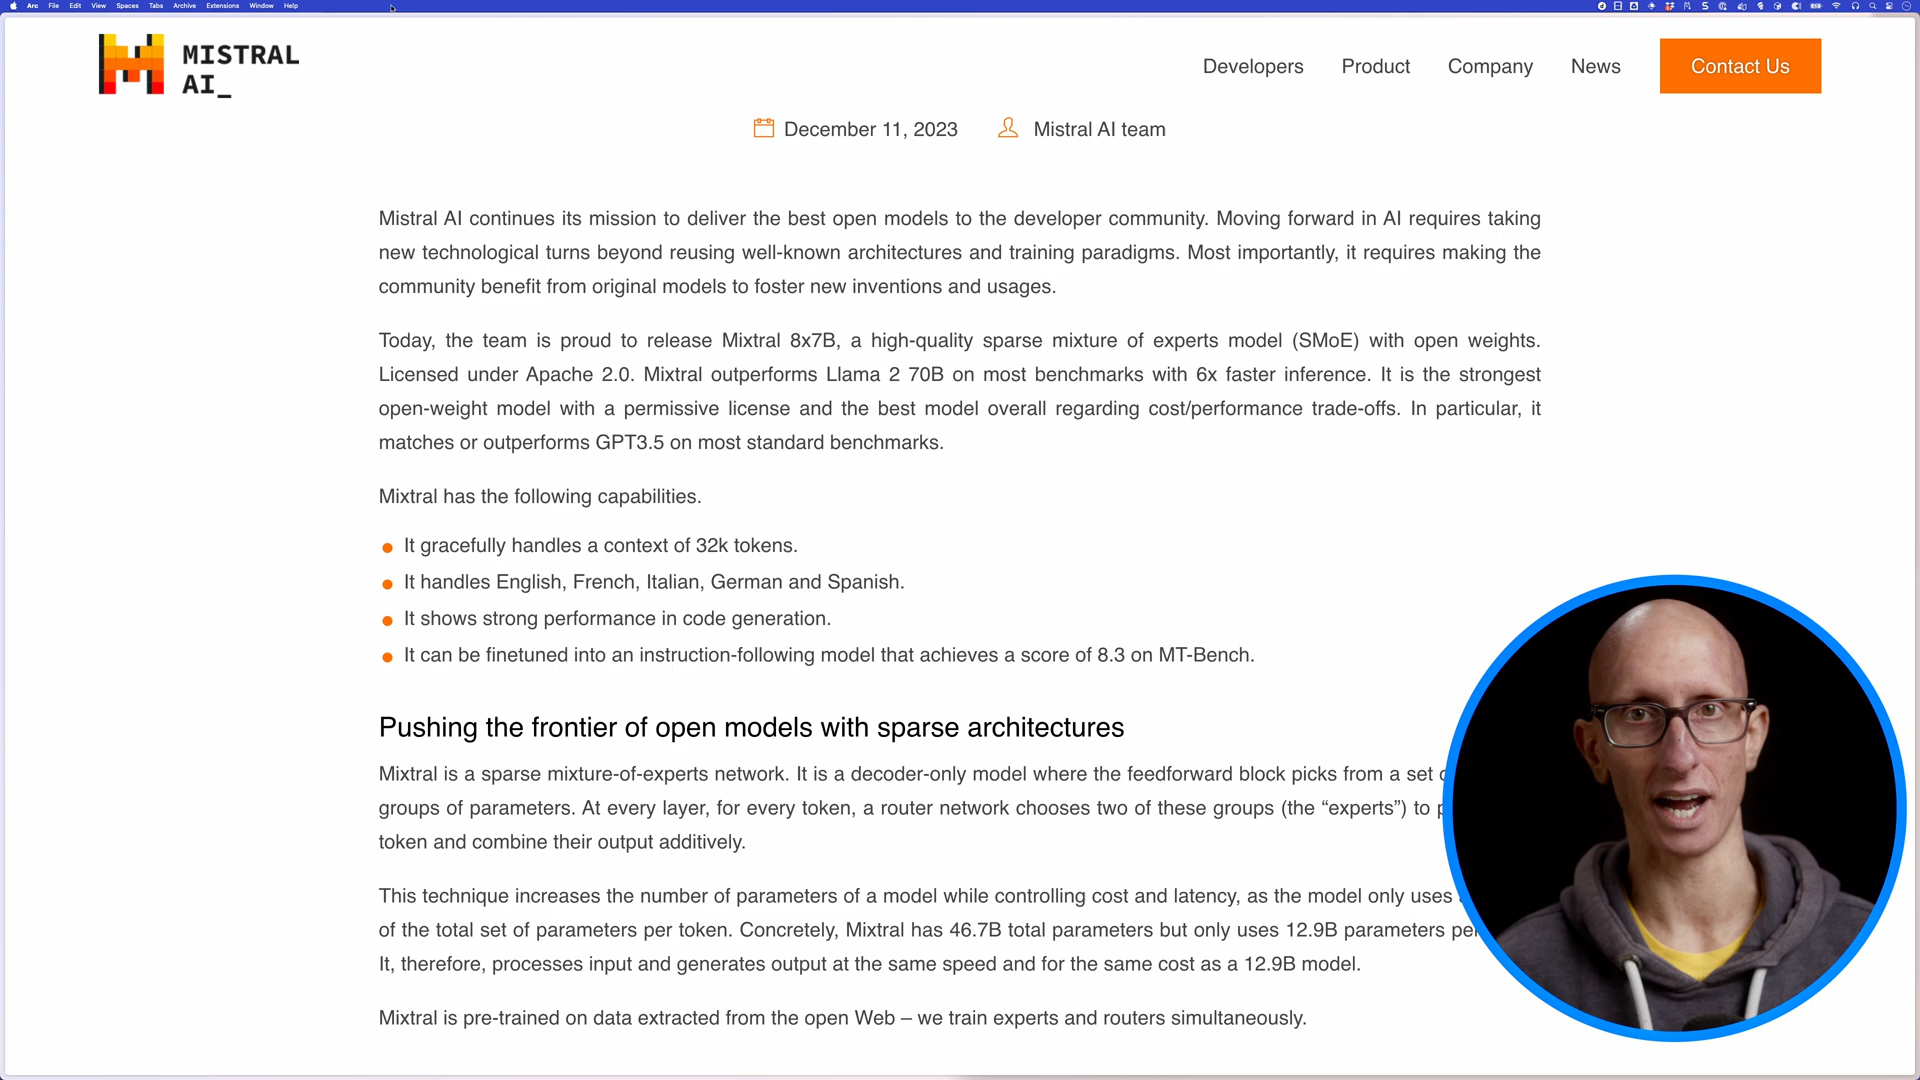 Arc File Edit View Spaces Tabs Archive Extensions Window Help
MISTRAL
AI_
Developers Product Company News Contact Us
December 11, 2023 Mistral AI team
Mistral AI continues its mission to deliver the best open models to the developer community. Moving forward in AI requires taking
new technological turns beyond reusing well-known architectures and training paradigms. Most importantly, it requires making the
community benefit from original models to foster new inventions and usages.
Today, the team is proud to release Mixtral 8x7B, a high-quality sparse mixture of experts model (SMoE) with open weights.
Licensed under Apache 2.0. Mixtral outperforms Llama 2 70B on most benchmarks with 6x faster inference. It is the strongest
open-weight model with a permissive license and the best model overall regarding cost/performance trade-offs. In particular, it
matches or outperforms GPT3.5 on most standard benchmarks.
Mixtral has the following capabilities.
It gracefully handles a context of 32k tokens.
It handles English, French, Italian, German and Spanish.
It shows strong performance in code generation.
It can be finetuned into an instruction-following model that achieves a score of 8.3 on MT-Bench.
Pushing the frontier of open models with sparse architectures
Mixtral is a sparse mixture-of-experts network. It is a decoder-only model where the feedforward block picks from a set
groups of parameters. At every layer, for every token, a router network chooses two of these groups (the “experts”) to
token and combine their output additively.
This technique increases the number of parameters of a model while controlling cost and latency, as the model only uses
of the total set of parameters per token. Concretely, Mixtral has 46.7B total parameters but only uses 12.9B parameters per
It, therefore, processes input and generates output at the same speed and for the same cost as a 12.9B model.
Mixtral is pre-trained on data extracted from the open Web – we train experts and routers simultaneously.